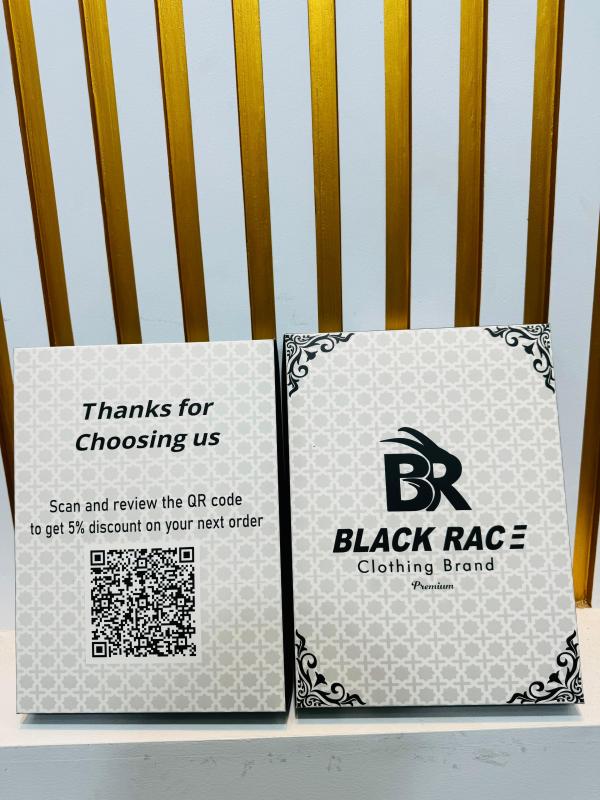 Thanks for
Choosing us
Scan and review the QR code
to get 5% discount on your next order
BR
BLACK RACE
Clothing Brand
Premium